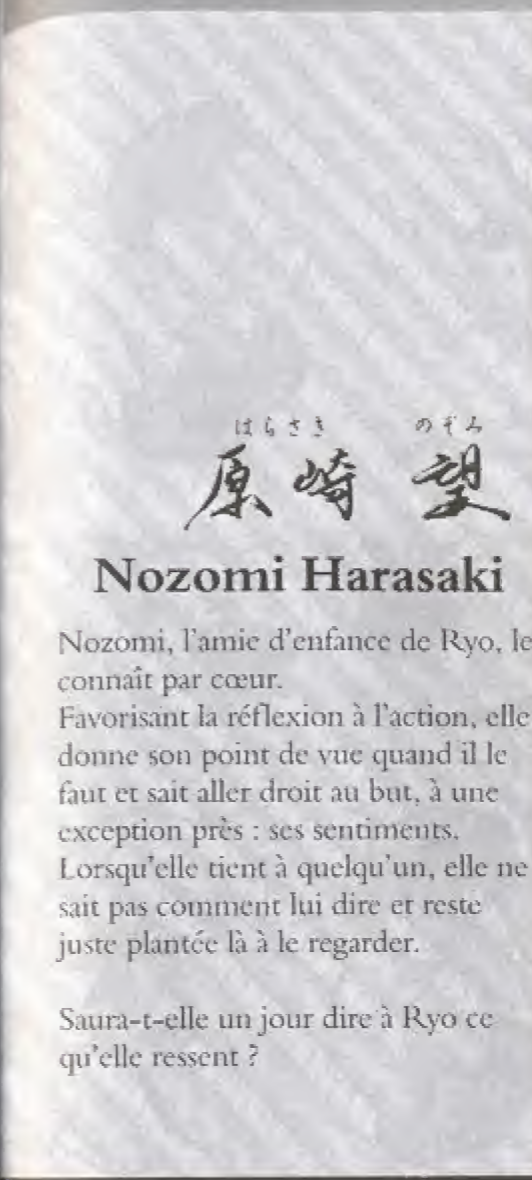 はらさき のぞみ
原崎 望
Nozomi Harasaki
Nozomi, l'amie d'enfance de Ryo, le
connaît par cœur.
Favorisant la réflexion à l'action, elle
donne son point de vue quand il le
faut et sait aller droit au but, à une
exception près : ses sentiments.
Lorsqu'elle tient à quelqu'un, elle ne
sait pas comment lui dire et reste
juste plantée là à le regarder.
Saura-t-elle un jour dire à Ryo ce
qu'elle ressent ?